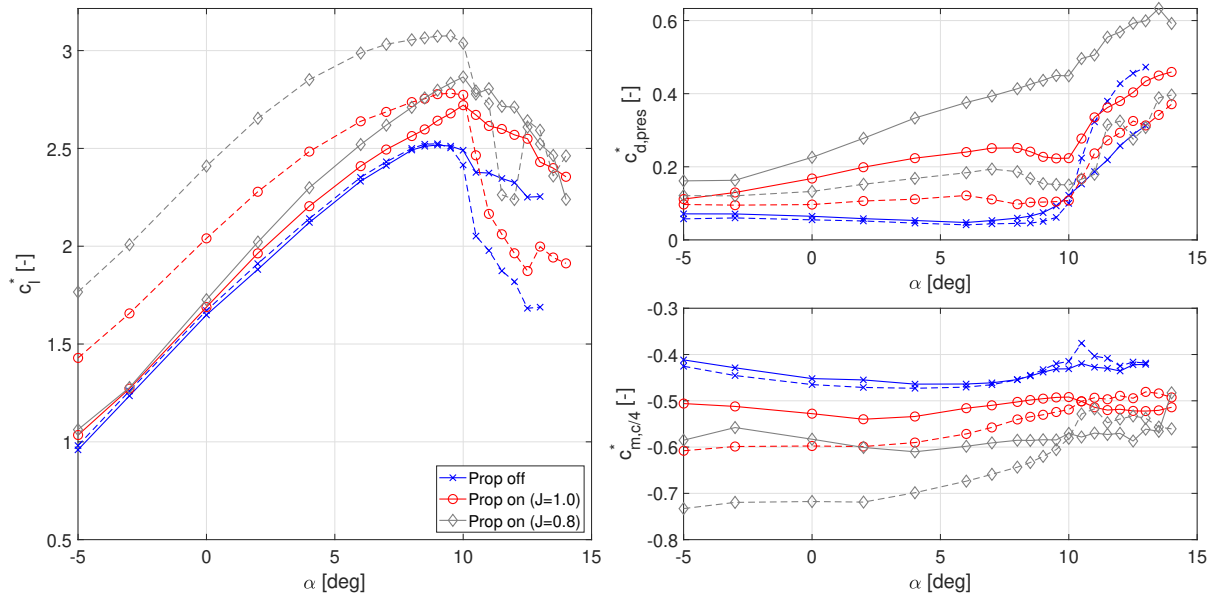 c_l^* [-]
3
2.5
2
1.5
1
0.5
-5 0 5 10 15
α [deg]
Prop off
Prop on (J=1.0)
Prop on (J=0.8)
c_{d,pres}^* [-]
0.6
0.4
0.2
0
-5 0 5 10 15
α [deg]
c_{m,c/4}^* [-]
-0.3
-0.4
-0.5
-0.6
-0.7
-0.8
-5 0 5 10 15
α [deg]